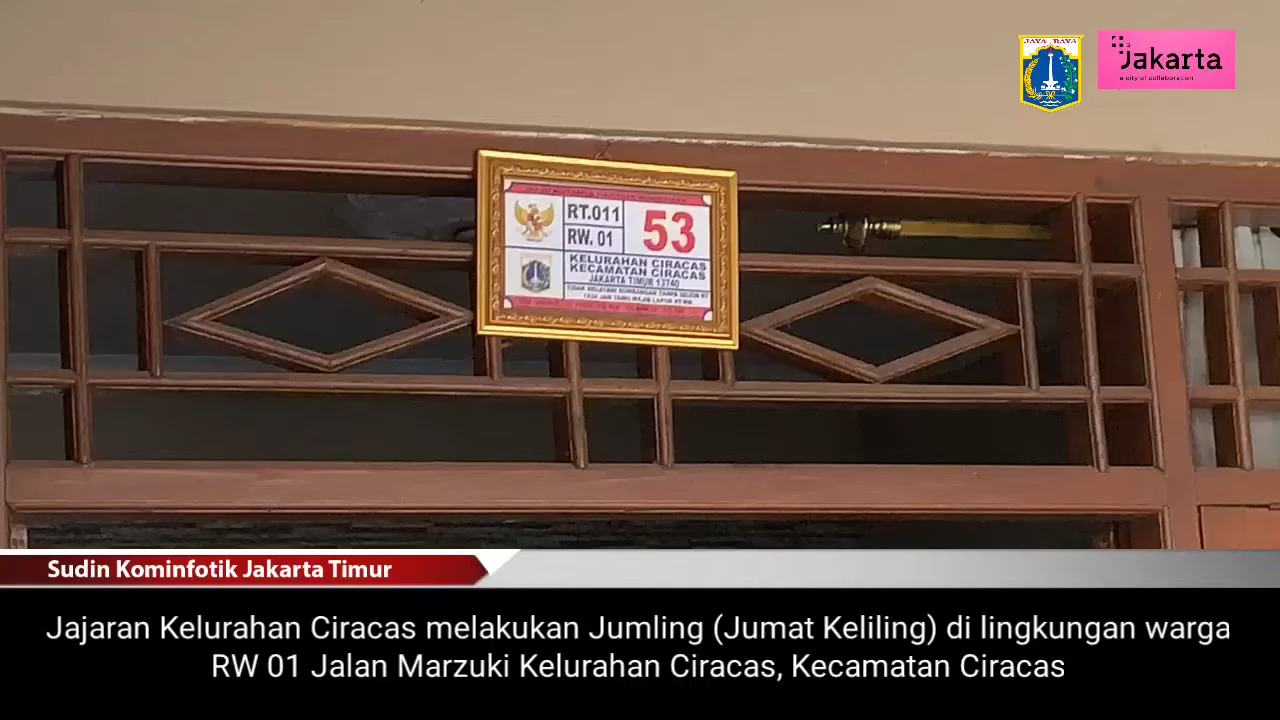 JAYA RAYA
Jakarta
a city of collaboration
RT.011
RW. 01
53
KELURAHAN CIRACAS
KECAMATAN CIRACAS
JAKARTA TIMUR 13740
Sudin Kominfotik Jakarta Timur
Jajaran Kelurahan Ciracas melakukan Jumling (Jumat Keliling) di lingkungan warga
RW 01 Jalan Marzuki Kelurahan Ciracas, Kecamatan Ciracas